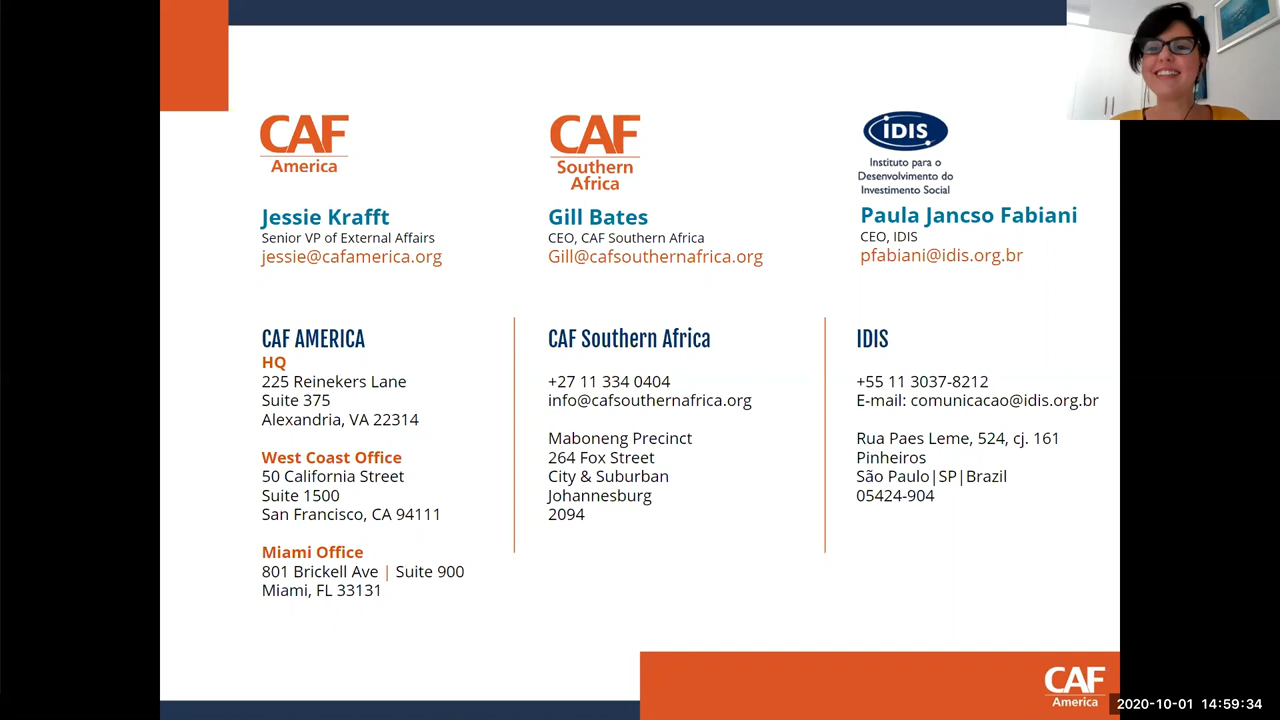 CAF
America
Jessie Krafft
Senior VP of External Affairs
jessie@cafamerica.org
CAF
Southern
Africa
Gill Bates
CEO, CAF Southern Africa
Gill@cafsouthernafrica.org
iDIS
Instituto para o
Desenvolvimento do
Investimento Social
Paula Jancso Fabiani
CEO, IDIS
pfabiani@idis.org.br
CAF AMERICA
HQ
225 Reinekers Lane
Suite 375
Alexandria, VA 22314
West Coast Office
50 California Street
Suite 1500
San Francisco, CA 94111
Miami Office
801 Brickell Ave | Suite 900
Miami, FL 33131
CAF Southern Africa
+27 11 334 0404
info@cafsouthernafrica.org
Maboneng Precinct
264 Fox Street
City & Suburban
Johannesburg
2094
IDIS
+55 11 3037-8212
E-mail: comunicacao@idis.org.br
Rua Paes Leme, 524, cj. 161
Pinheiros
São Paulo|SP|Brazil
05424-904
CAF
America
2020-10-01 14:59:34